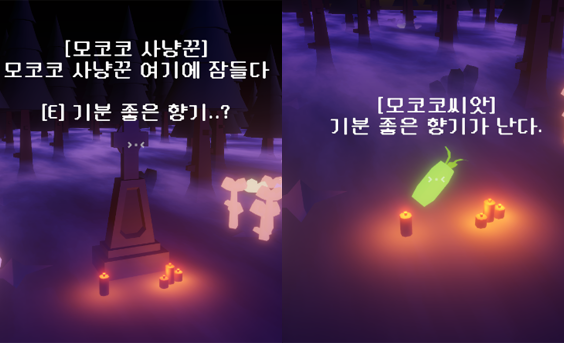 [모코코 사냥꾼]
모코코 사냥꾼 여기에 잠들다
[E] 기분 좋은 향기..?
[모코코씨앗]
기분 좋은 향기가 난다.